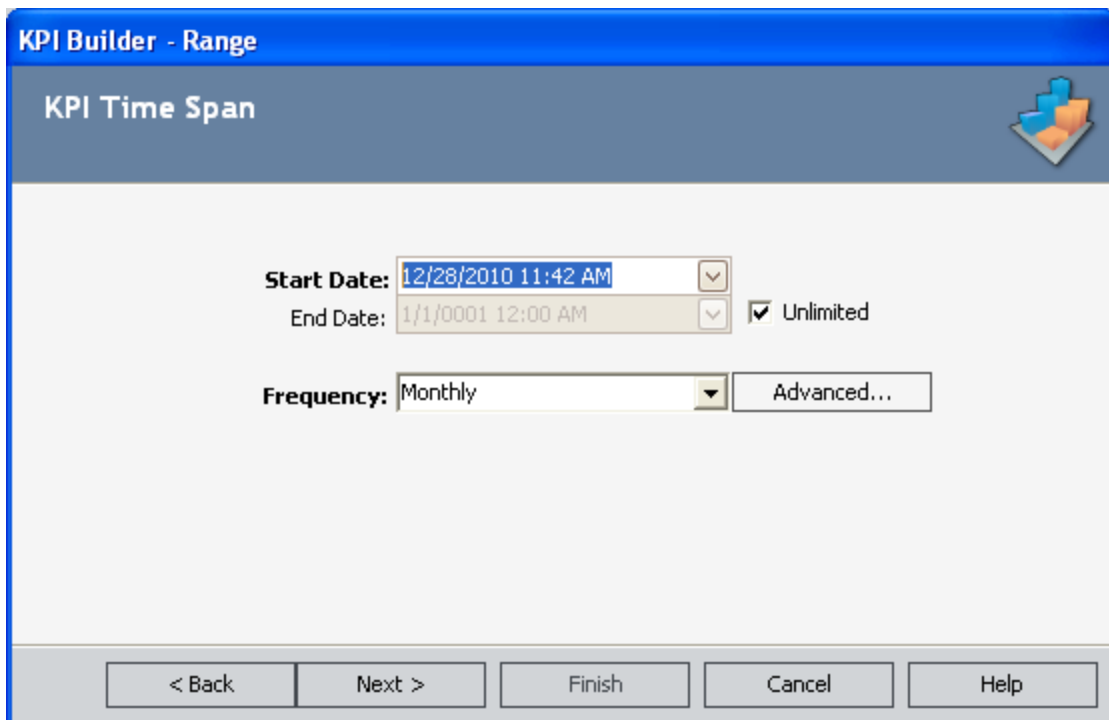 KPI Builder - Range
KPI Time Span
Start Date: 12/28/2010 11:42 AM
End Date: 1/1/0001 12:00 AM Unlimited
Frequency: Monthly Advanced...
< Back Next > Finish Cancel Help